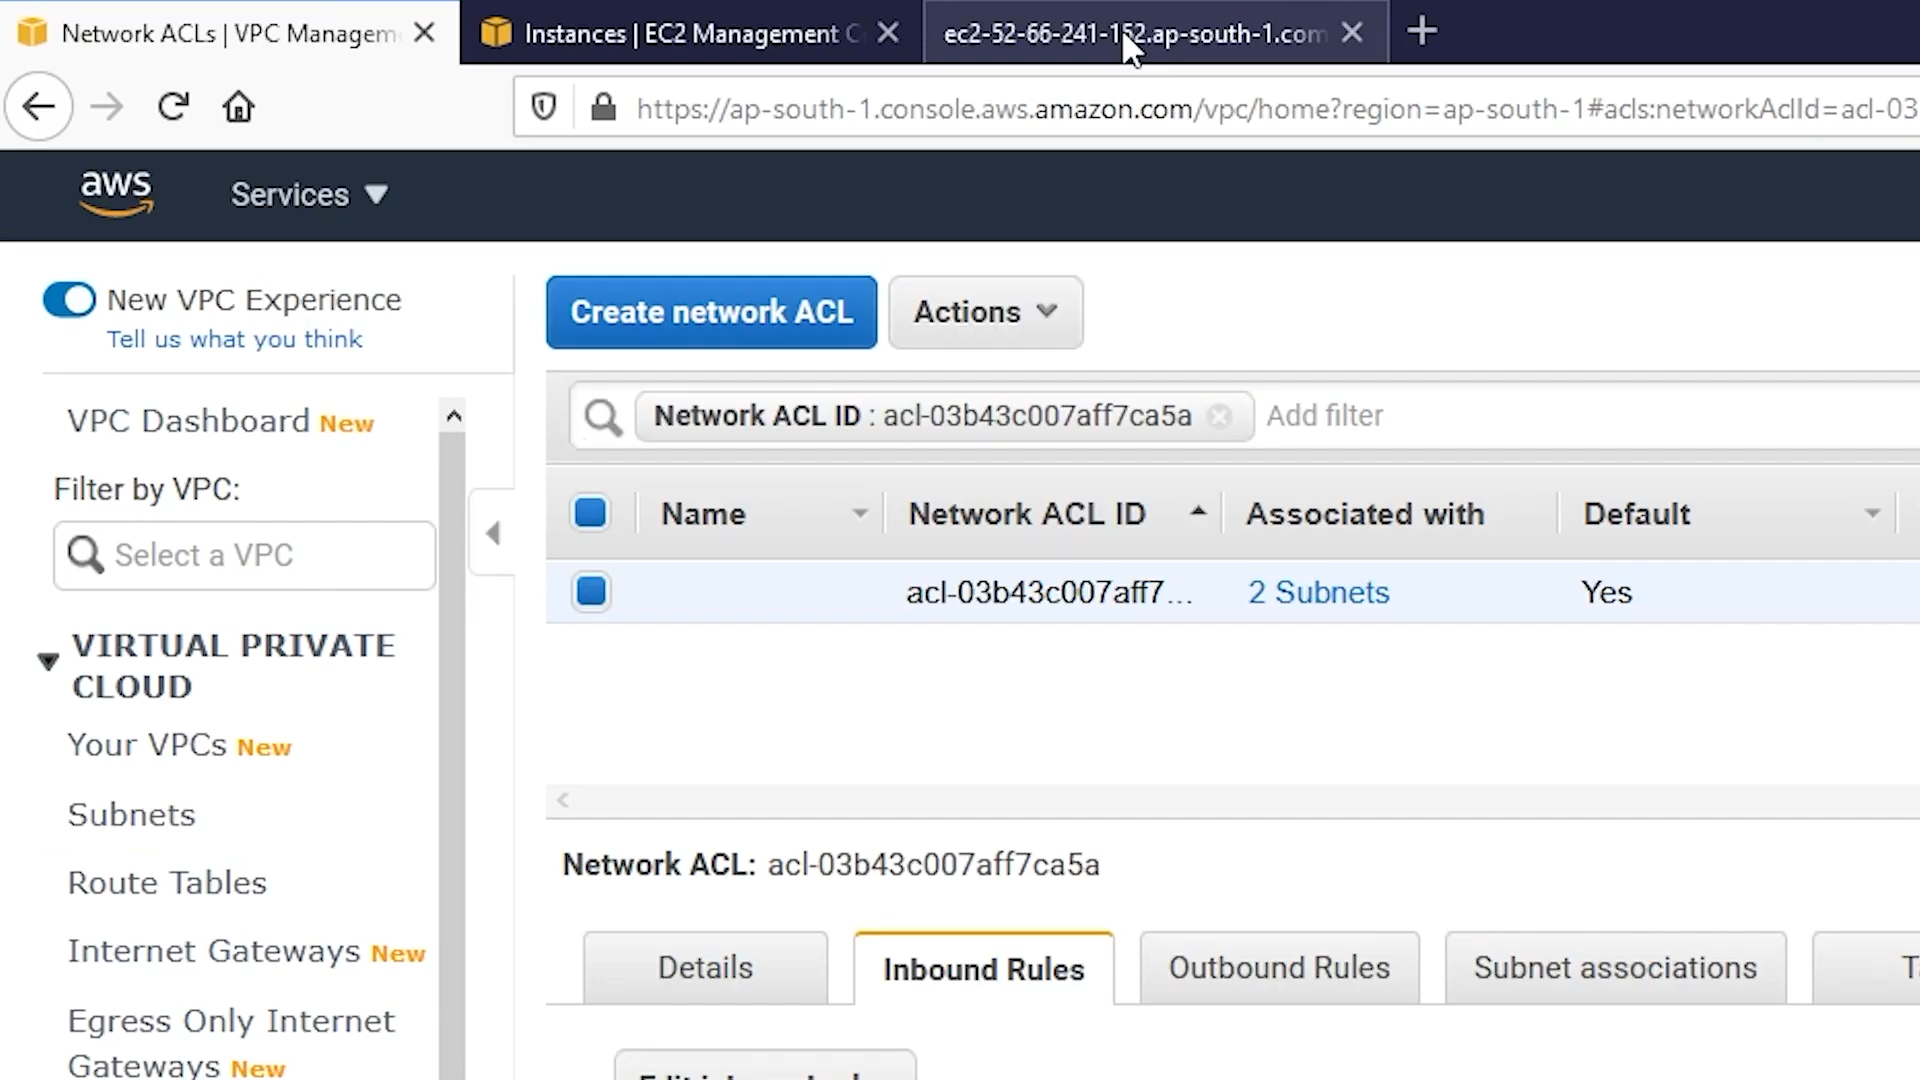 Network ACLs | VPC Managem
Instances | EC2 Management C
ec2-52-66-241-152.ap-south-1.com
https://ap-south-1.console.aws.amazon.com/vpc/home?region=ap-south-1#acls:networkAclId=acl-03
aws
Services
New VPC Experience
Tell us what you think
Create network ACL
Actions
VPC Dashboard New
Network ACL ID : acl-03b43c007aff7ca5a
Add filter
Filter by VPC:
Select a VPC
Name
Network ACL ID
Associated with
Default
acl-03b43c007aff7...
2 Subnets
Yes
VIRTUAL PRIVATE
CLOUD
Your VPCs New
Subnets
Route Tables
Internet Gateways New
Egress Only Internet
Gateways New
Network ACL: acl-03b43c007aff7ca5a
Details
Inbound Rules
Outbound Rules
Subnet associations